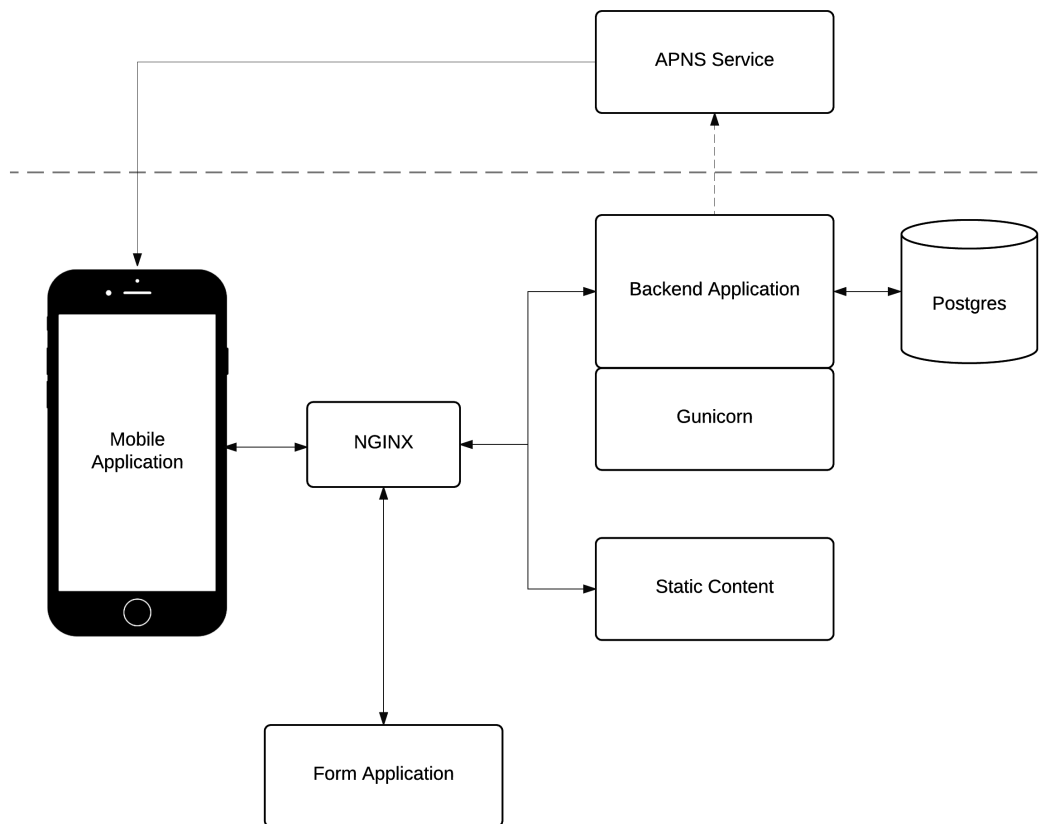 APNS Service
Backend Application
Postgres
Gunicorn
Mobile
Application
NGINX
Static Content
Form Application